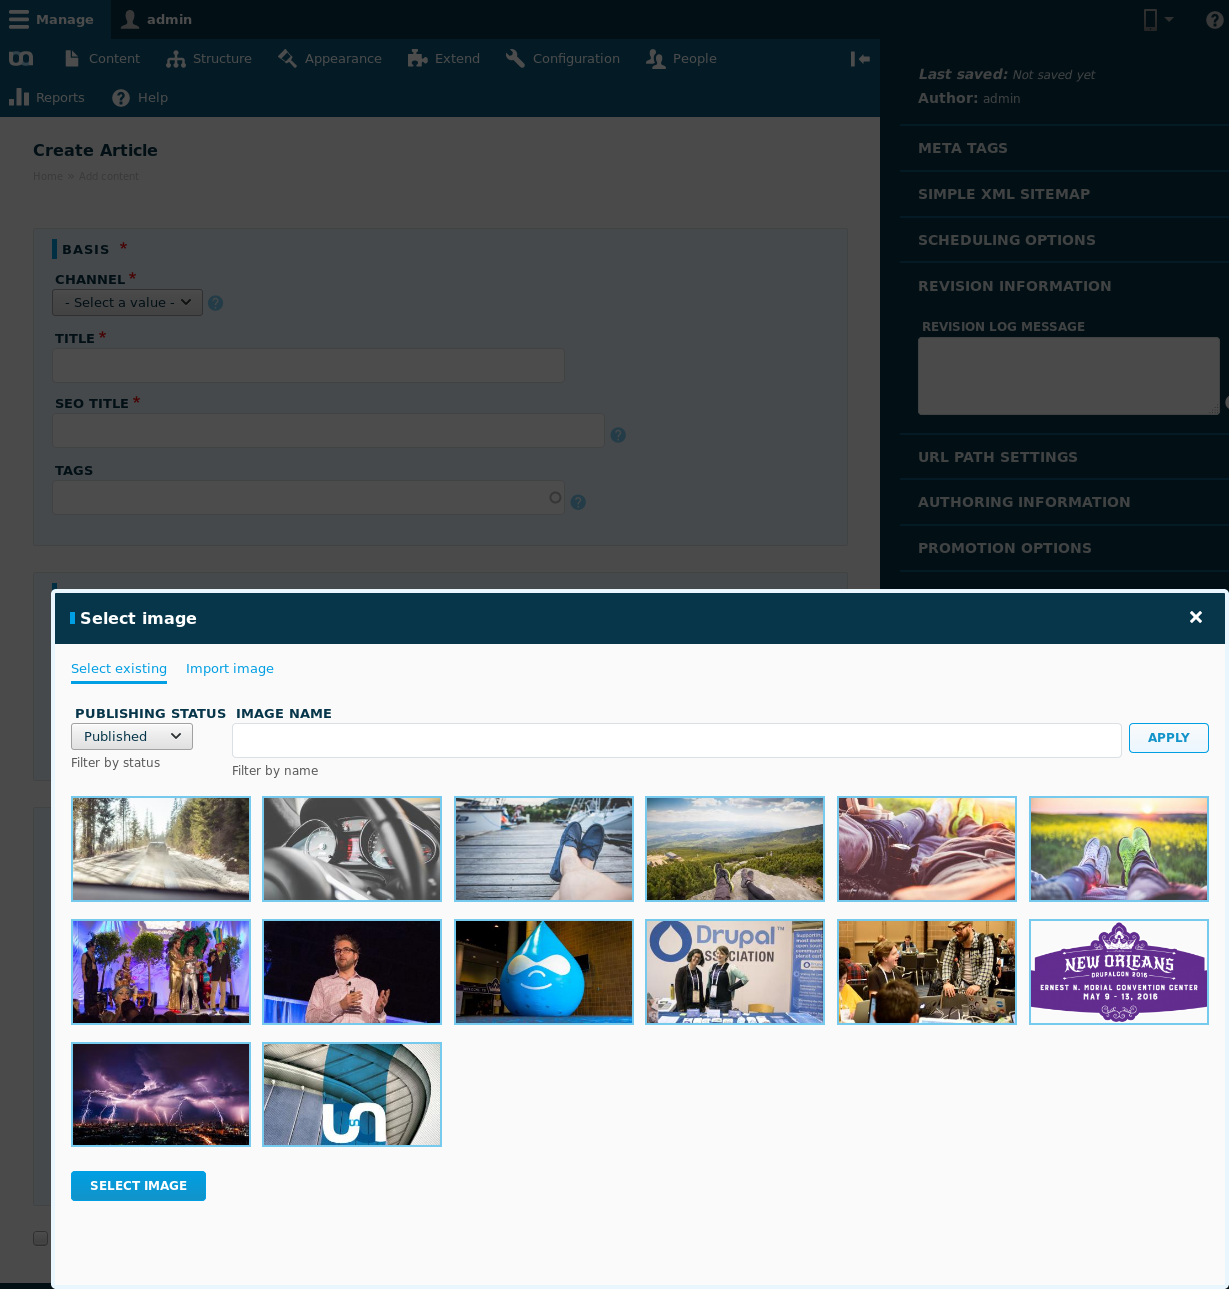 Manage admin
Content Structure Appearance Extend Configuration People
Reports Help
Create Article
Home » Add content
BASIS *
CHANNEL *
- Select a value -
TITLE *
SEO TITLE *
TAGS
Last saved: Not saved yet
Author: admin
META TAGS
SIMPLE XML SITEMAP
SCHEDULING OPTIONS
REVISION INFORMATION
REVISION LOG MESSAGE
URL PATH SETTINGS
AUTHORING INFORMATION
PROMOTION OPTIONS
Select image
Select existing Import image
PUBLISHING STATUS IMAGE NAME
Published
APPLY
Filter by status
Filter by name
Drupal™
ASSOCIATION
NEW ORLEANS
DRUPALCON 2016
ERNEST N. MORIAL CONVENTION CENTER
MAY 9 - 13, 2016
SELECT IMAGE